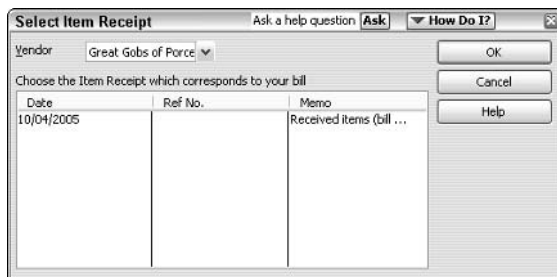 Select Item Receipt Ask a help question Ask How Do I?
Vendor Great Gobs of Porce OK
Choose the Item Receipt which corresponds to your bill Cancel
Date Ref No. Memo Help
10/04/2005 Received items (bill ...